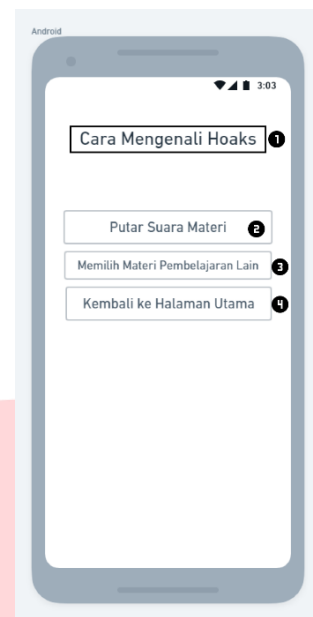 Android
3:03
Cara Mengenali Hoaks 1
Putar Suara Materi 2
Memilih Materi Pembelajaran Lain 3
Kembali ke Halaman Utama 4